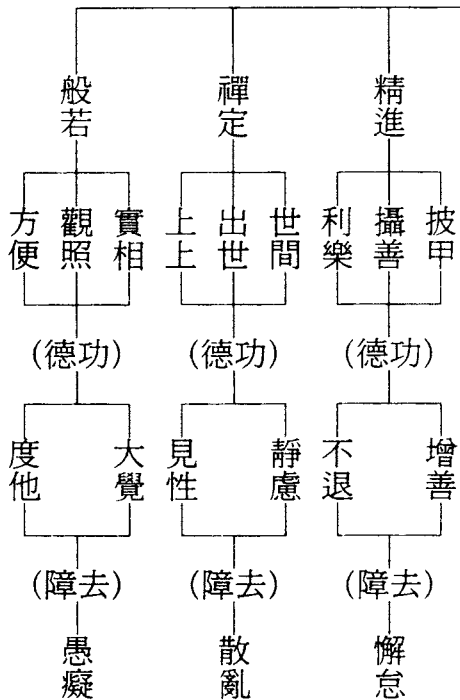 精進
披甲
攝善
利樂
(德功)
增善
不退
(障去)
懈怠
禪定
世間
出世
上上
(德功)
靜慮
見性
(障去)
散亂
般若
實相
觀照
方便
(德功)
大覺
度他
(障去)
愚癡